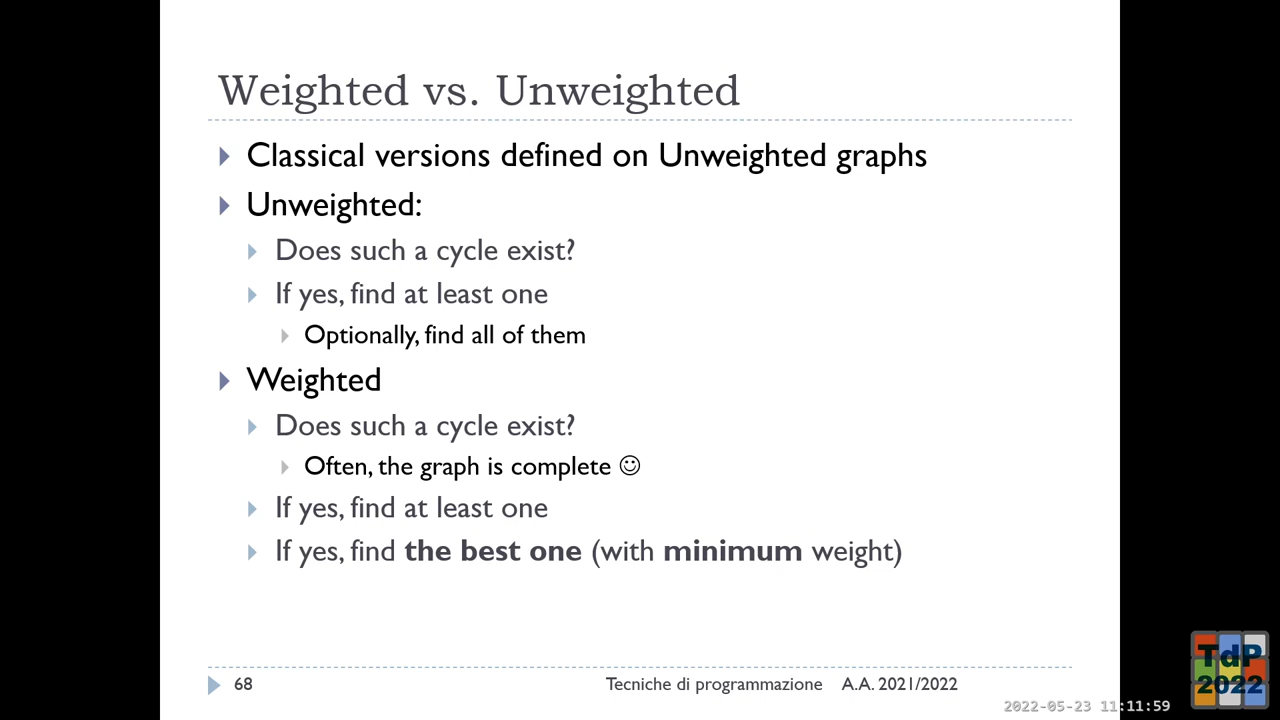 Weighted vs. Unweighted
Classical versions defined on Unweighted graphs
Unweighted:
Does such a cycle exist?
If yes, find at least one
Optionally, find all of them
Weighted
Does such a cycle exist?
Often, the graph is complete ☺
If yes, find at least one
If yes, find the best one (with minimum weight)
68
Tecniche di programmazione A.A. 2021/2022
2022-05-23 11:11:59
TdP
2022